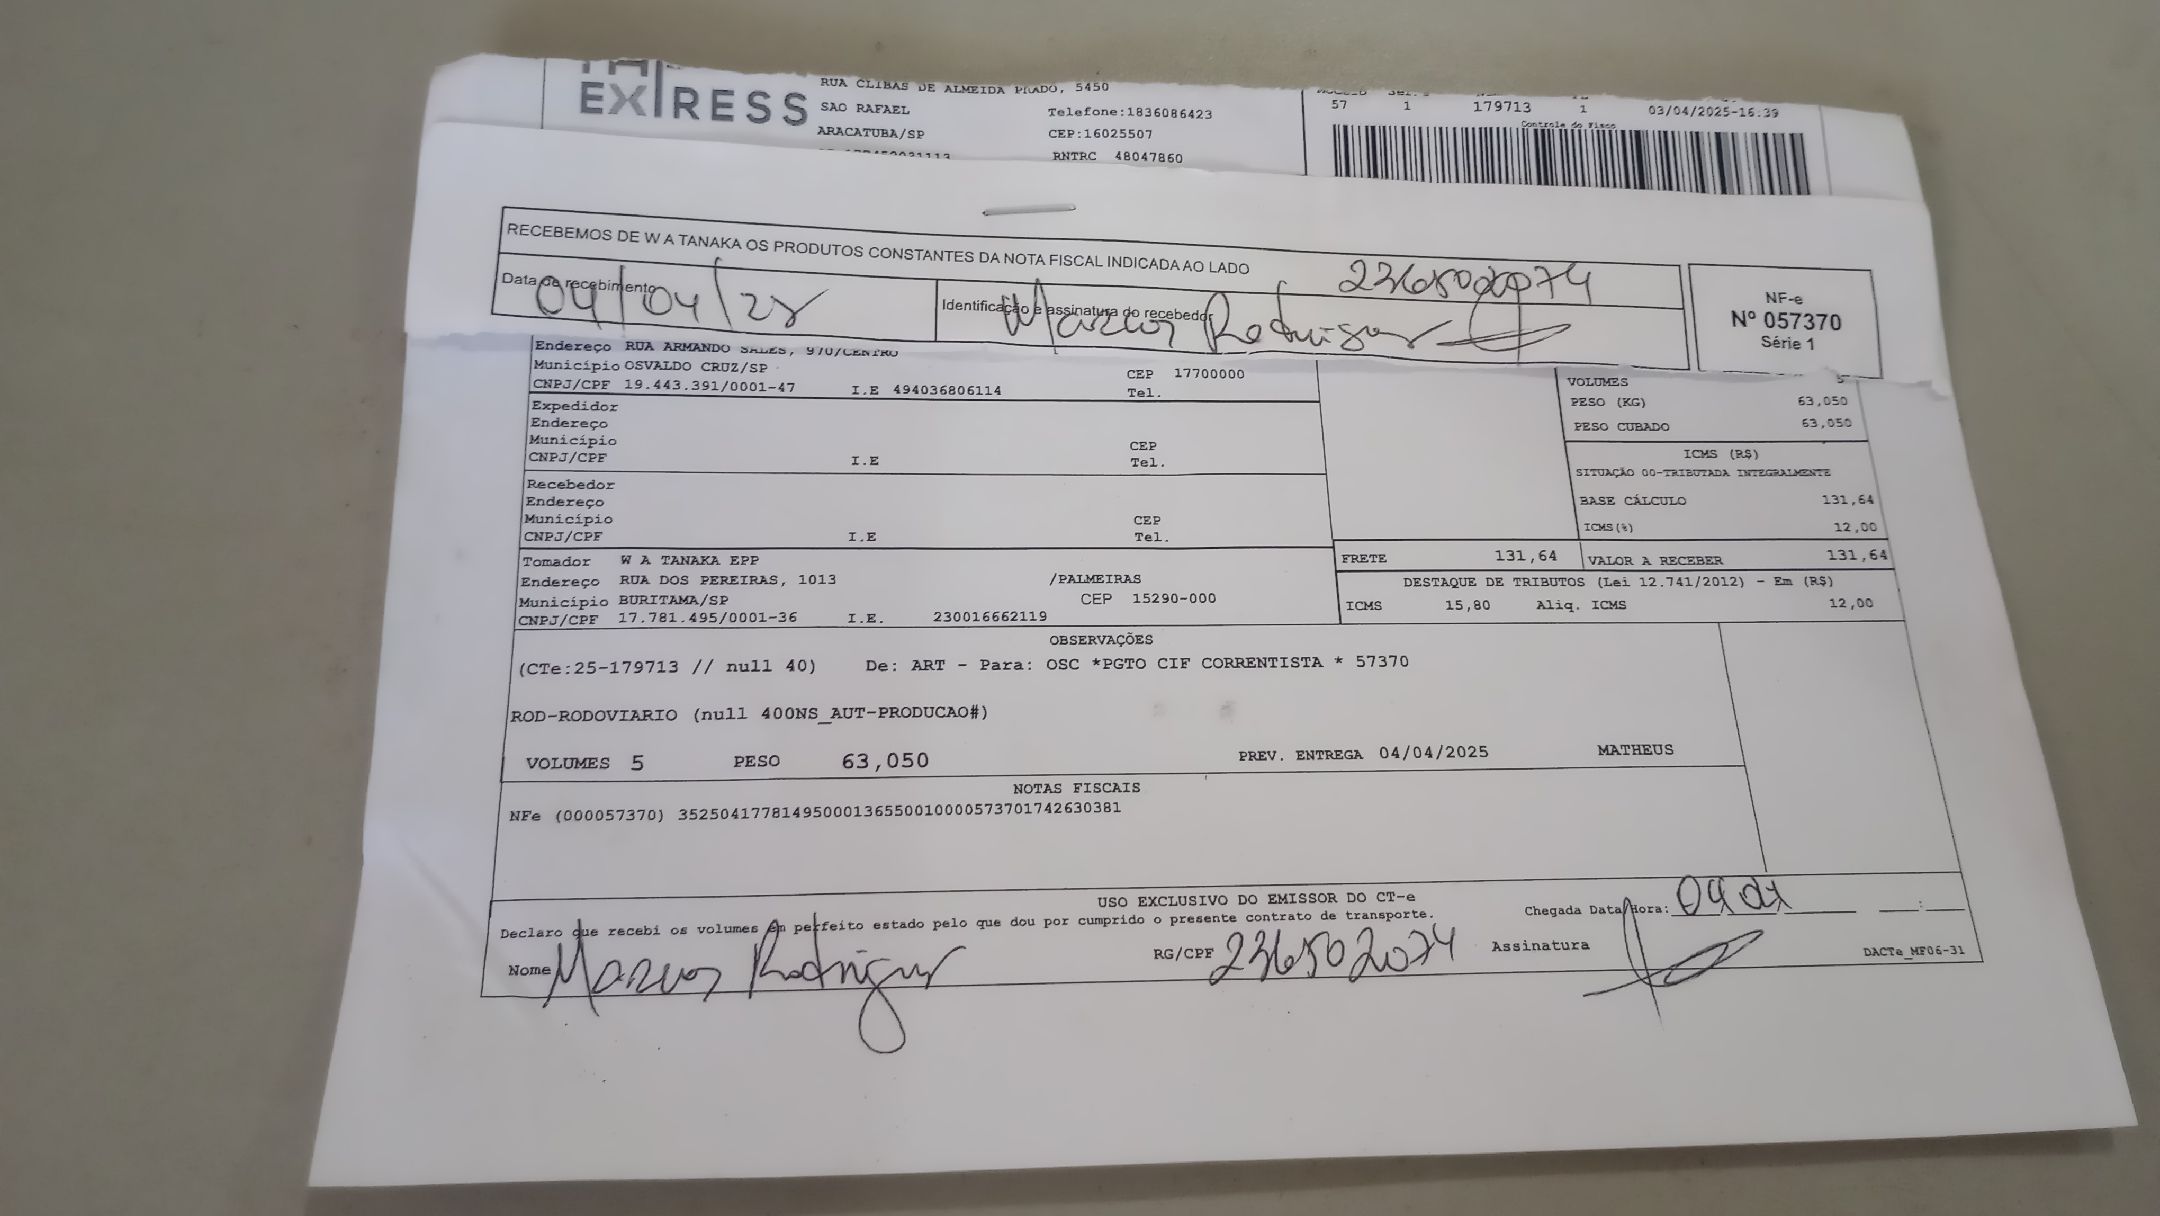 EXPRESS
RUA CLIBAS DE ALMEIDA PRADO, 5450
SAO RAFAEL Telefone:1836086423
ARACATUBA/SP CEP:16025507
RNTRC 48047860
57 1 179713 1 03/04/2025-16:39
Controle do Fisco
RECEBEMOS DE W A TANAKA OS PRODUTOS CONSTANTES DA NOTA FISCAL INDICADA AO LADO
236502074
Data de recebimento
04/04/25
Identificação e assinatura do recebedor
Marcos Rodrigues
NF-e
Nº 057370
Série 1
Endereço RUA ARMANDO SALES, 970/CENTRO
Município OSVALDO CRUZ/SP CEP 17700000
CNPJ/CPF 19.443.391/0001-47 I.E 494036806114 Tel.
Expedidor
Endereço
Município CEP
CNPJ/CPF I.E Tel.
Recebedor
Endereço
Município CEP
CNPJ/CPF I.E Tel.
VOLUMES 5
PESO (KG) 63,050
PESO CUBADO 63,050
ICMS (R$)
SITUAÇÃO 00-TRIBUTADA INTEGRALMENTE
BASE CÁLCULO 131,64
ICMS(%) 12,00
Tomador W A TANAKA EPP
Endereço RUA DOS PEREIRAS, 1013 /PALMEIRAS
Município BURITAMA/SP CEP 15290-000
CNPJ/CPF 17.781.495/0001-36 I.E. 230016662119
FRETE 131,64 VALOR A RECEBER 131,64
DESTAQUE DE TRIBUTOS (Lei 12.741/2012) - Em (R$)
ICMS 15,80 Aliq. ICMS 12,00
OBSERVAÇÕES
(CTe:25-179713 // null 40) De: ART - Para: OSC *PGTO CIF CORRENTISTA * 57370
ROD-RODOVIARIO (null 400NS_AUT-PRODUCAO#)
VOLUMES 5 PESO 63,050 PREV. ENTREGA 04/04/2025 MATHEUS
NOTAS FISCAIS
NFe (000057370) 35250417781495000136550010000573701742630381
USO EXCLUSIVO DO EMISSOR DO CT-e
Declaro que recebi os volumes em perfeito estado pelo que dou por cumprido o presente contrato de transporte.
Chegada Data/Hora: 04 04 __:__
Nome Marcos Rodrigues RG/CPF 236502074 Assinatura DACTe_MF06-31